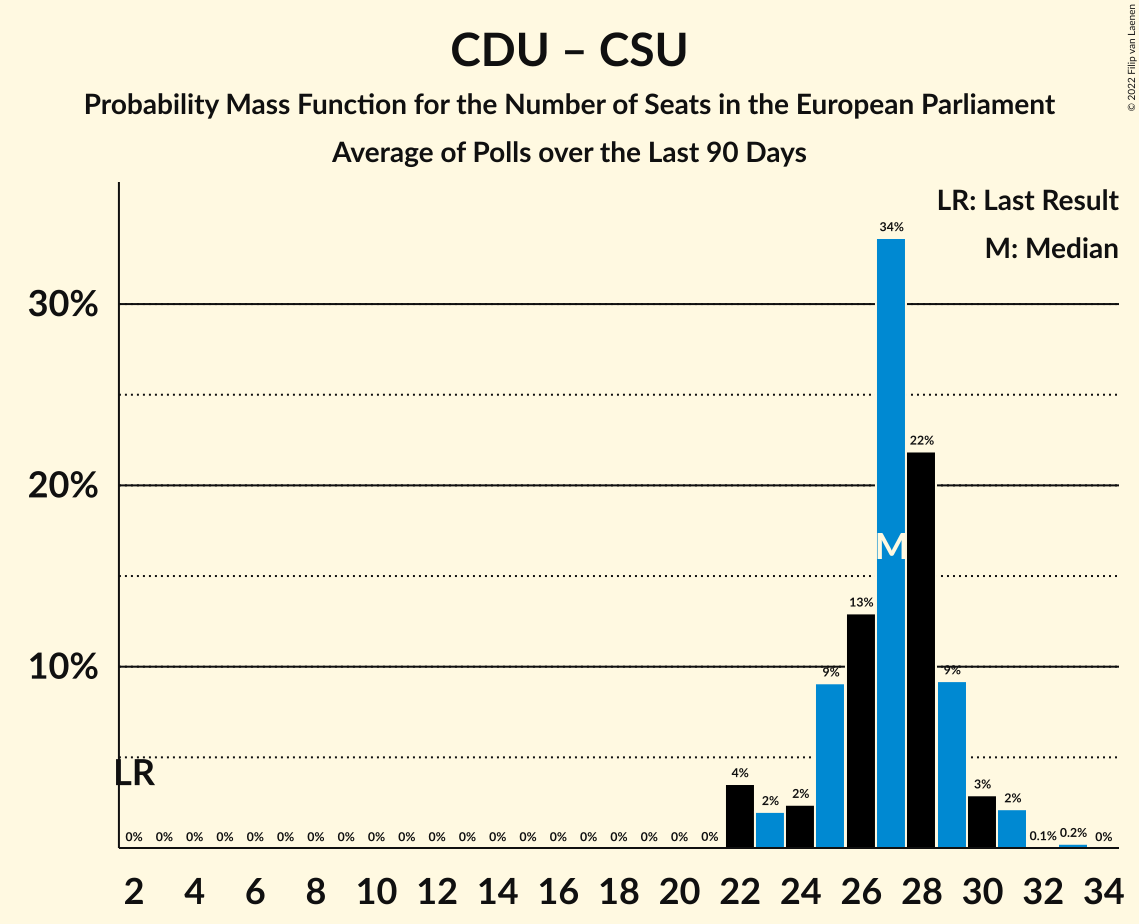 © 2022 Filip van Laenen
CDU – CSU
Probability Mass Function for the Number of Seats in the European Parliament
Average of Polls over the Last 90 Days
LR: Last Result
M: Median
34%
30%
22%
20%
M
13%
10%
9%
9%
LR
4%
2%
2%
3%
2%
0% 0% 0% 0% 0% 0% 0% 0% 0% 0% 0% 0% 0% 0% 0% 0% 0% 0% 0% 0% 0.1% 0.2% 0%
2 4 6 8 10 12 14 16 18 20 22 24 26 28 30 32 34